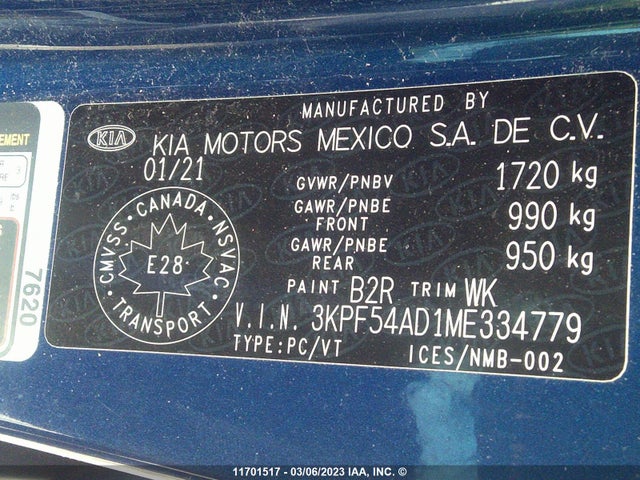 MANUFACTURED BY
KIA KIA MOTORS MEXICO S.A. DE C.V.
01/21
GVWR/PNBV 1720 kg
GAWR/PNBE FRONT 990 kg
GAWR/PNBE REAR 950 kg
CMVSS · CANADA · NSVAC
E28
TRANSPORT
PAINT B2R TRIM WK
V.I.N. 3KPF54AD1ME334779
TYPE:PC/VT ICES/NMB-002
EMENT
7620
11701517 - 03/06/2023 IAA, INC. ©